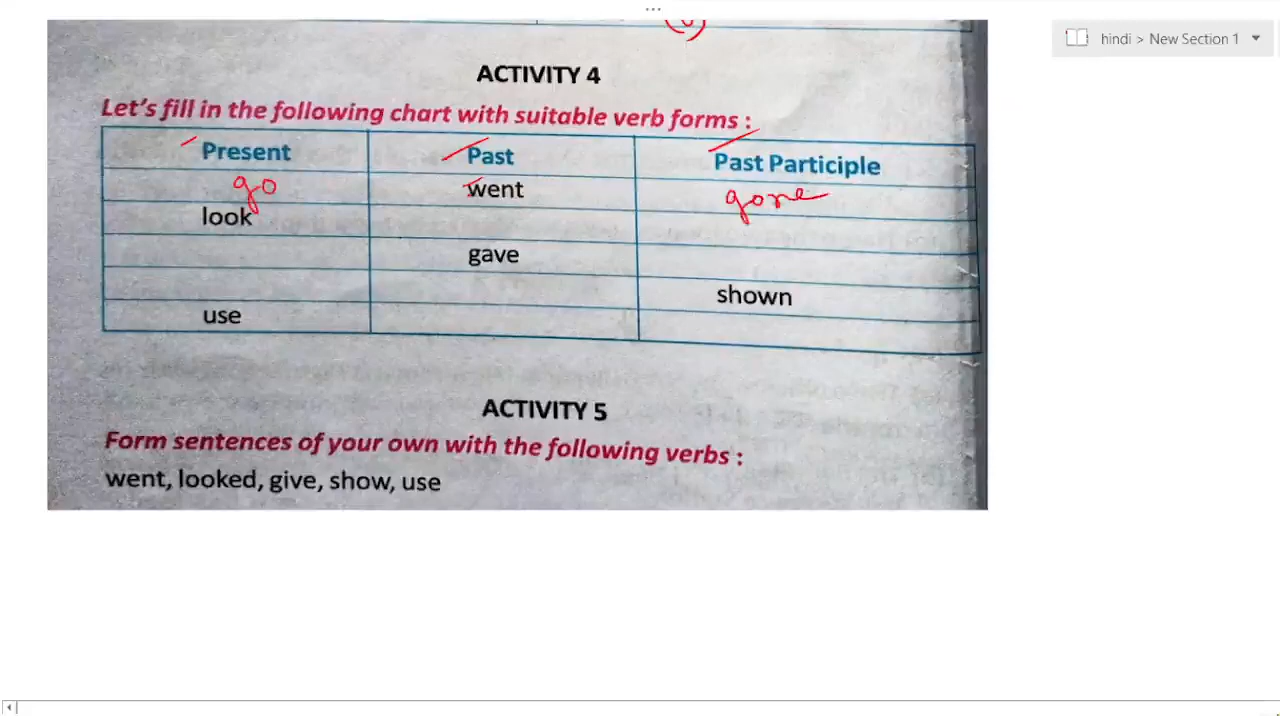 hindi > New Section 1
ACTIVITY 4
Let's fill in the following chart with suitable verb forms :
Present Past Past Participle
go went gone
look
gave
shown
use
ACTIVITY 5
Form sentences of your own with the following verbs :
went, looked, give, show, use